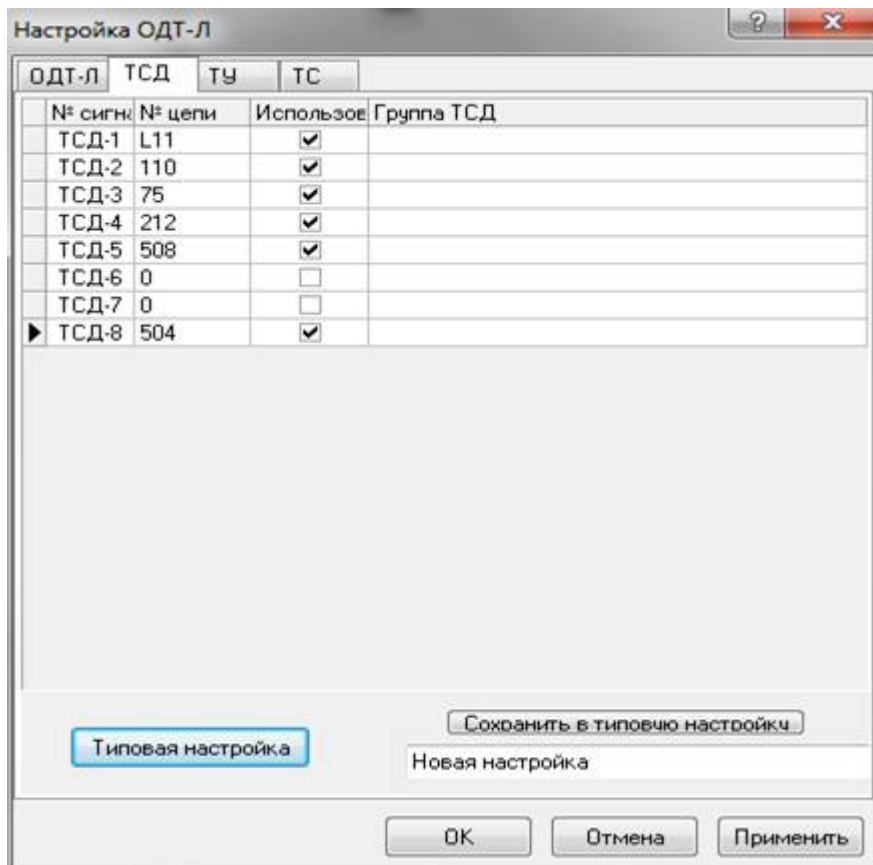 Настройка ОДТ-Л
ОДТ-Л ТСД ТУ ТС
№ сигна № цепи Использов Группа ТСД
ТСД-1 L11
ТСД-2 110
ТСД-3 75
ТСД-4 212
ТСД-5 508
ТСД-6 0
ТСД-7 0
ТСД-8 504
Сохранить в типовую настройку
Типовая настройка
Новая настройка
OK Отмена Применить